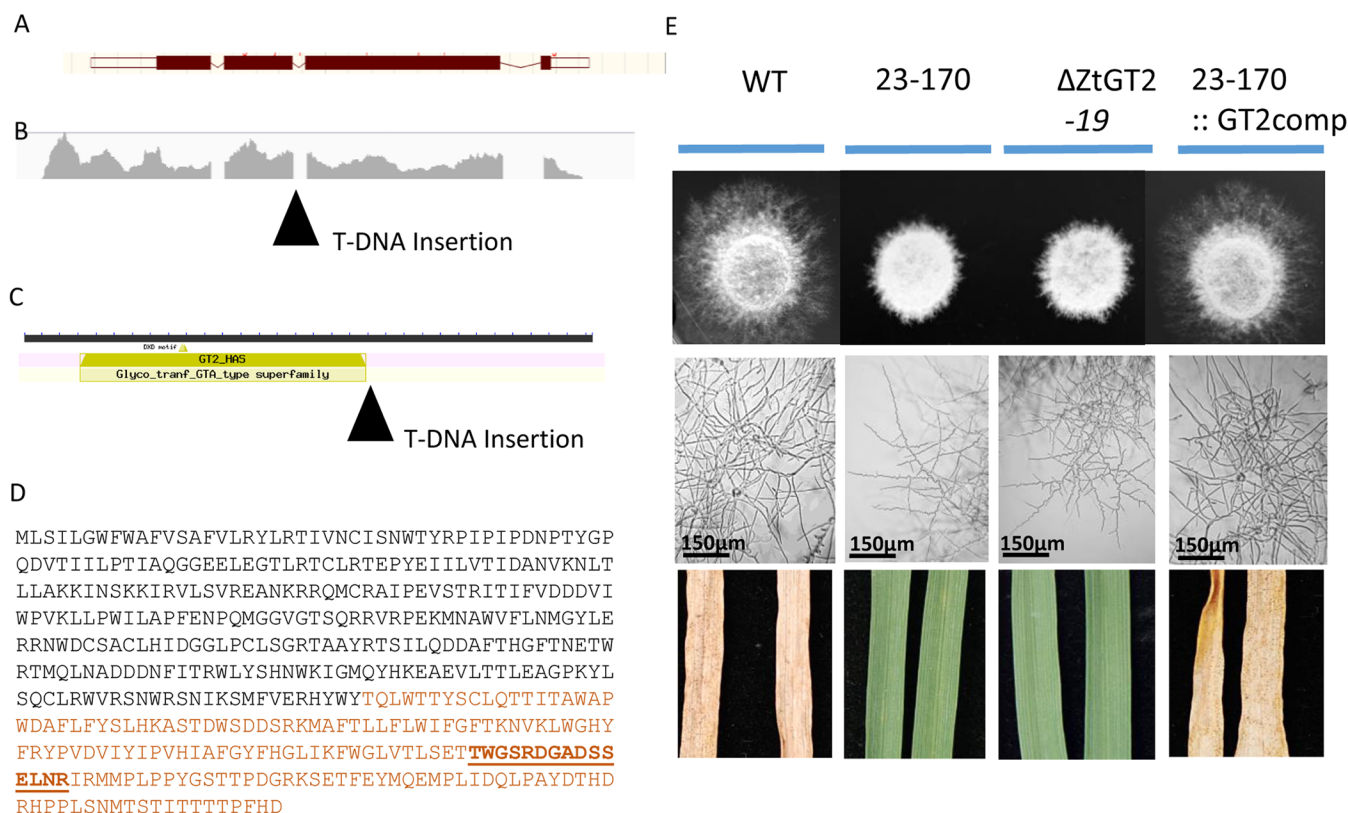 A
B
T-DNA Insertion
C
DXD motif
GT2_HAS
Glyco_tranf_GTA_type superfamily
T-DNA Insertion
D
MLSILGWFWAFVSAFVLRYLRTIVNCISNWTYRPIPIPDNPTYGP
QDVTIILPTIAQGGEELEGTLRTCLRTEPYEIILVTIDANVKNLT
LLAKKINSKKIRVLSVREANKRRQMCRAIPEVSTRITIFVDDDVI
WPVKLLPWILAPFENPQMGGVGTSQRRVRPEKMNAWVFLNMGYLE
RRNWDCSACLHIDGGLPCLSGRTAAYRTSILQDDAFTHGFTNETW
RTMQLNADDDNFITRWLYSHNWKIGMQYHKEAEVLTTLEAGPKYL
SQCLRWVRSNWRSNIKSMFVERHYWYTQLWTTYSCLQTTITAWAP
WDAFLFYSLHKASTDWSDDSRKMAFTLLFLWIFGFTKNVKLWGHY
FRYPVDVIYIPVHIAFGYFHGLIKFWGLVTLSETTWGSRDGADSS
ELNRIRMMPLPPYGSTTPDGRKSETFEYMQEMPLIDQLPAYDTHD
RHPPLSNMTSTITTTTPFHD
E
WT
23-170
ΔZtGT2
-19
23-170
:: GT2comp
150µm
150µm
150µm
150µm